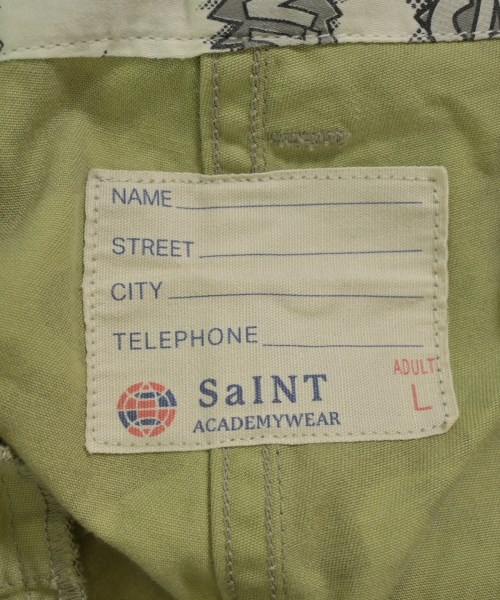 NAME
STREET
CITY
TELEPHONE
SaINT
ACADEMYWEAR
ADULT
L